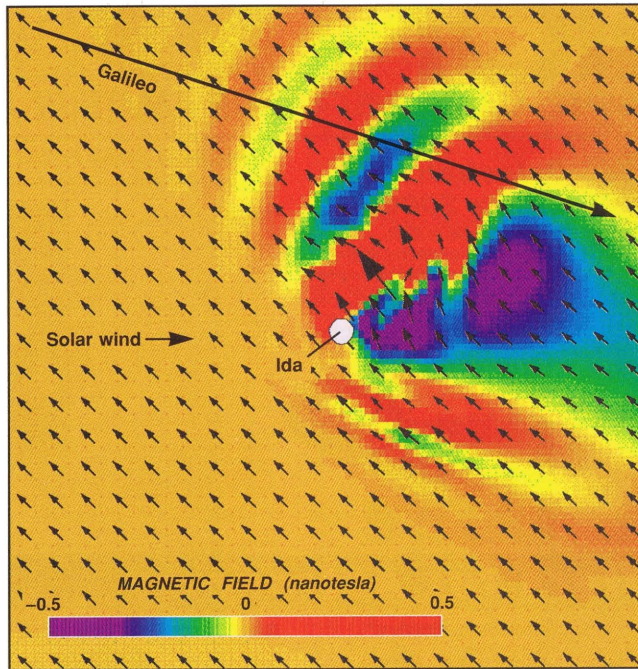 Galileo
Solar wind
Ida
MAGNETIC FIELD (nanotesla)
−0.5 0 0.5